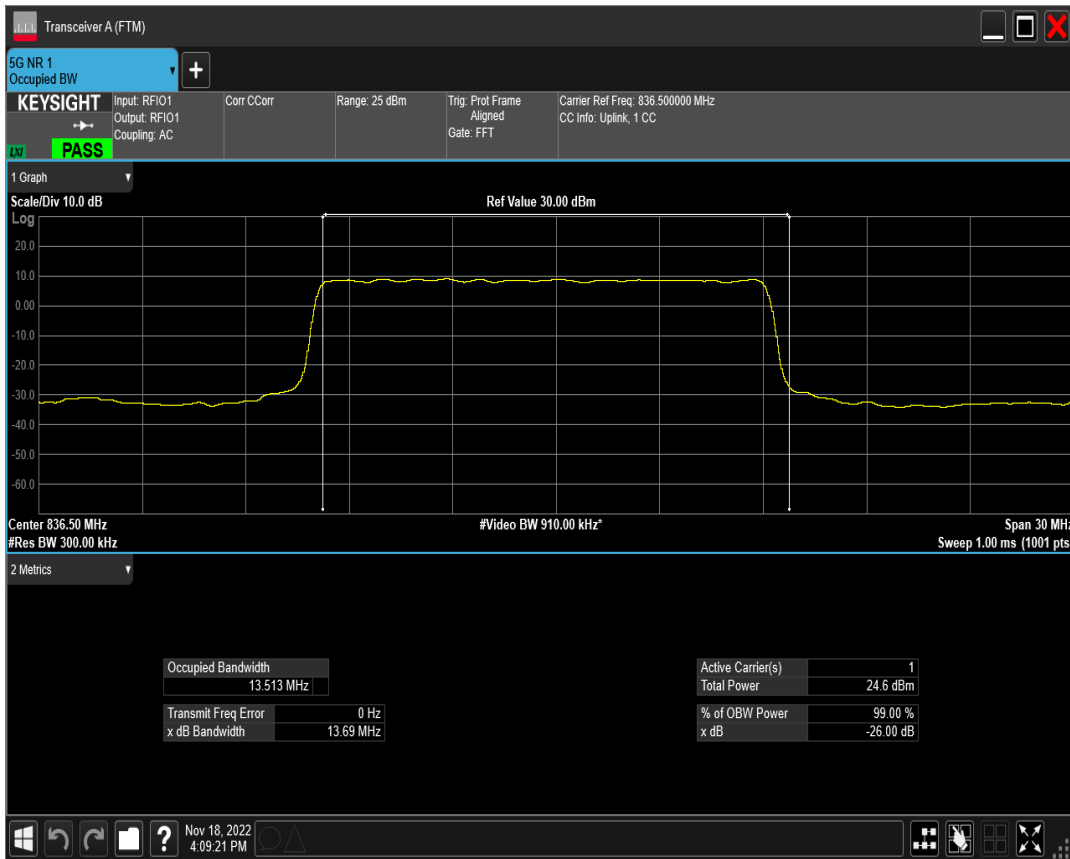 Transceiver A (FTM)
5G NR 1
Occupied BW
+
KEYSIGHT
LXI
PASS
Input: RFIO1
Output: RFIO1
Coupling: AC
Corr CCorr
Range: 25 dBm
Trig: Prot Frame
Aligned
Gate: FFT
Carrier Ref Freq: 836.500000 MHz
CC Info: Uplink, 1 CC
1 Graph
Scale/Div 10.0 dB
Ref Value 30.00 dBm
Log
20.0
10.0
0.00
-10.0
-20.0
-30.0
-40.0
-50.0
-60.0
Center 836.50 MHz
#Video BW 910.00 kHz*
Span 30 MHz
#Res BW 300.00 kHz
Sweep 1.00 ms (1001 pts
2 Metrics
Occupied Bandwidth
13.513 MHz
Transmit Freq Error 0 Hz
x dB Bandwidth 13.69 MHz
Active Carrier(s) 1
Total Power 24.6 dBm
% of OBW Power 99.00 %
x dB -26.00 dB
?
Nov 18, 2022
4:09:21 PM